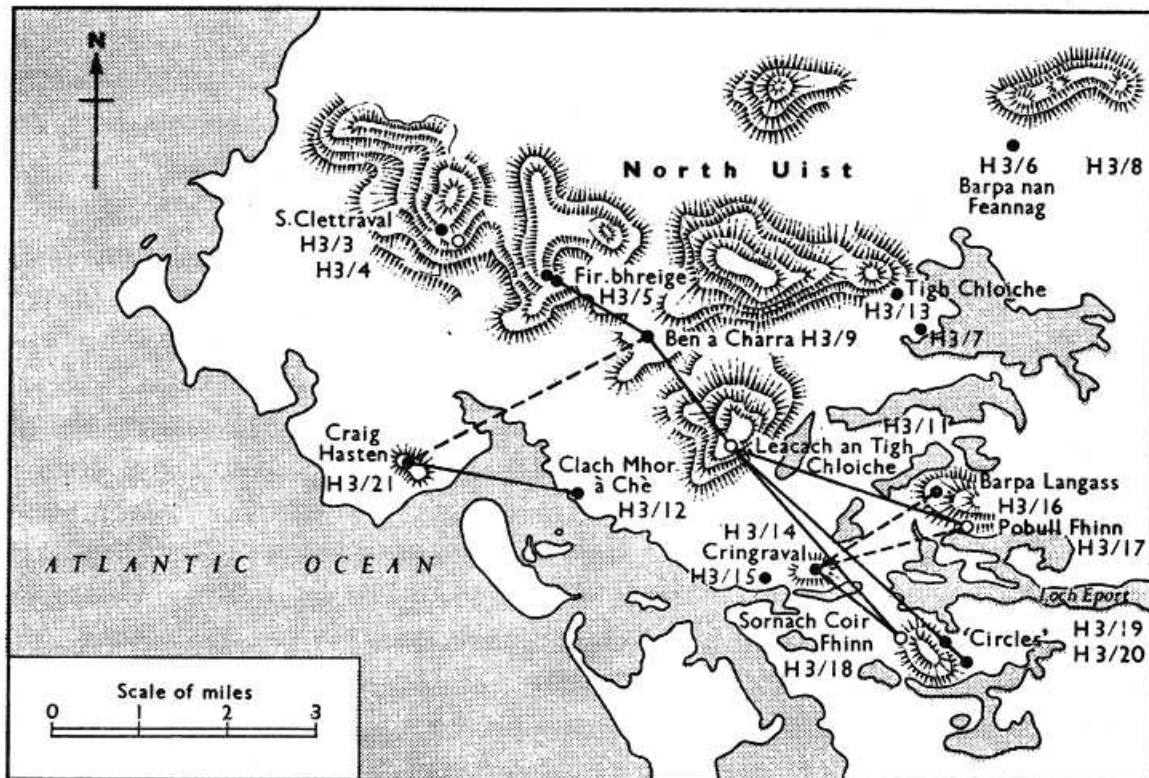 N
North Uist
H3/6
H3/8
Barpa nan
Feannag
S. Clettraval
H3/3
H3/4
Fir. bhreige
H3/5
Tigh Chloiche
H3/13
H3/7
Ben à Charra H3/9
H3/11
Craig
Hasten
H3/21
Leacach an Tigh
Chloiche
Clach Mhor
à Chè
H3/12
Barpa Langass
H3/16
H3/14
Pobull Fhinn
H3/17
Cringraval
H3/15
ATLANTIC OCEAN
Loch Eport
Sornach Coir
Fhinn
H3/18
'Circles'
H3/19
H3/20
Scale of miles
0 1 2 3